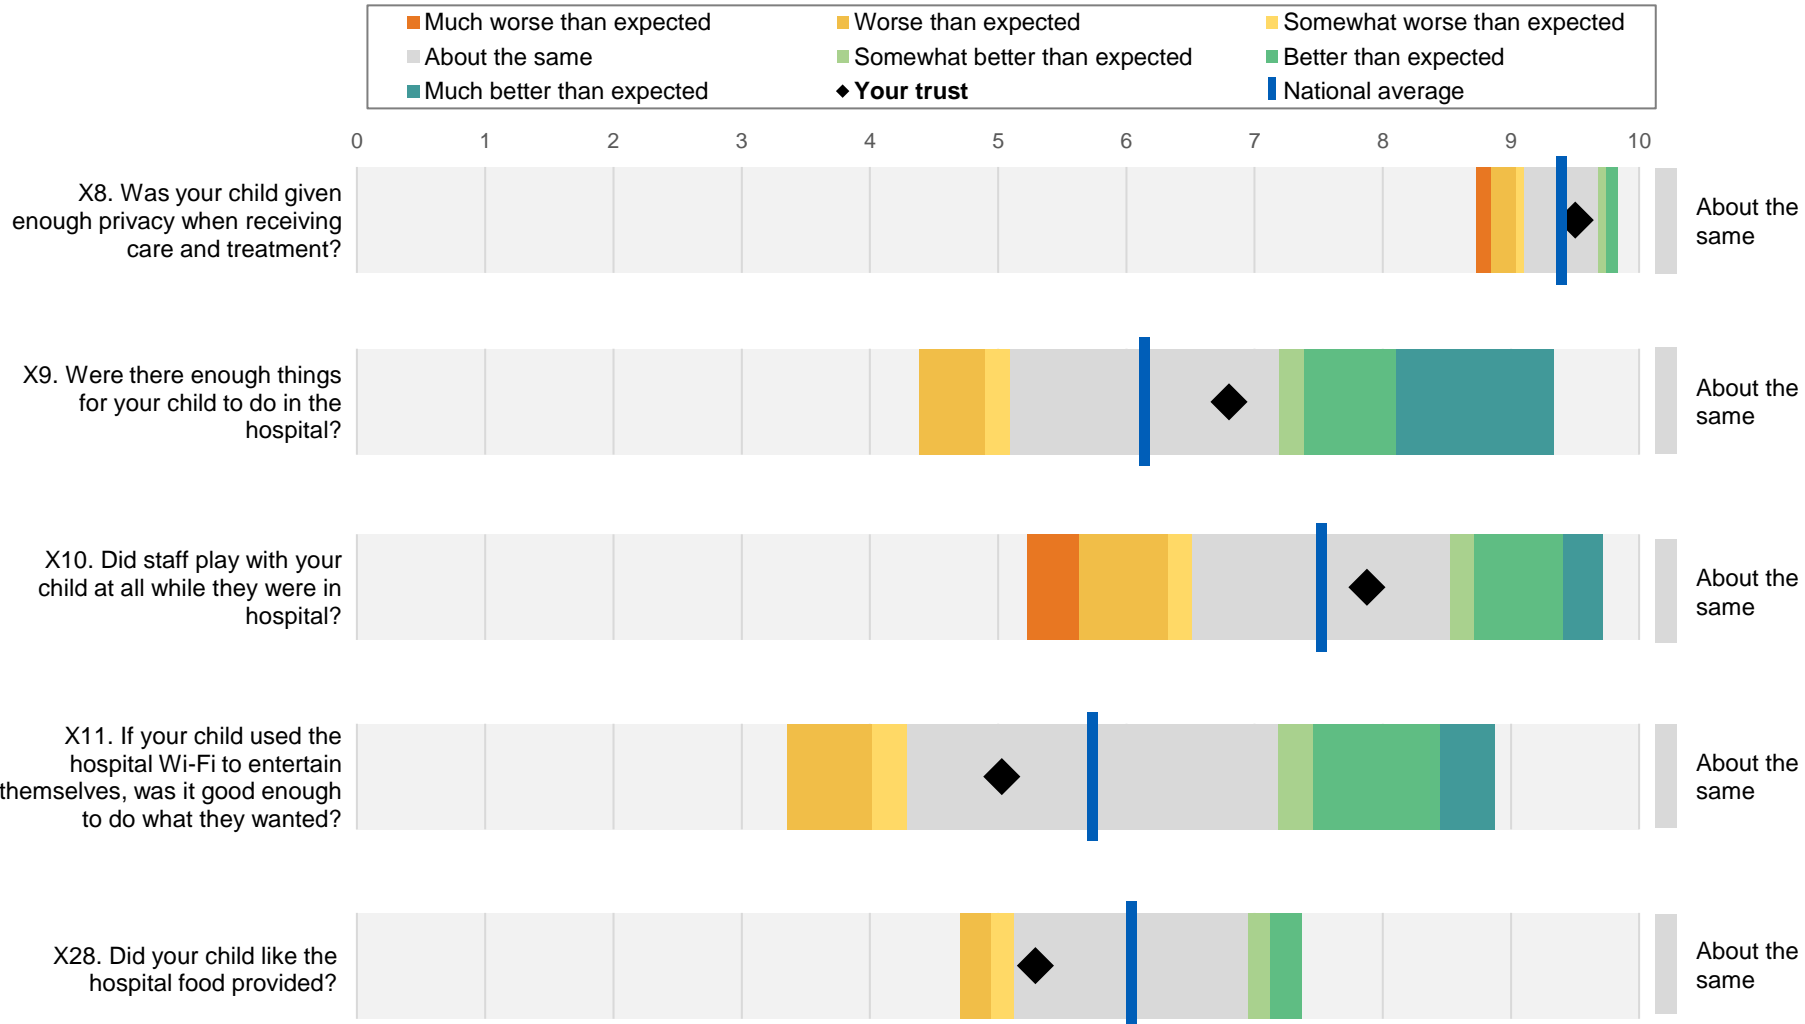 Much worse than expected
Worse than expected
Somewhat worse than expected
About the same
Somewhat better than expected
Better than expected
Much better than expected
Your trust
National average
0 1 2 3 4 5 6 7 8 9 10
X8. Was your child given
enough privacy when receiving
care and treatment?
About the
same
X9. Were there enough things
for your child to do in the
hospital?
About the
same
X10. Did staff play with your
child at all while they were in
hospital?
About the
same
X11. If your child used the
hospital Wi-Fi to entertain
themselves, was it good enough
to do what they wanted?
About the
same
X28. Did your child like the
hospital food provided?
About the
same